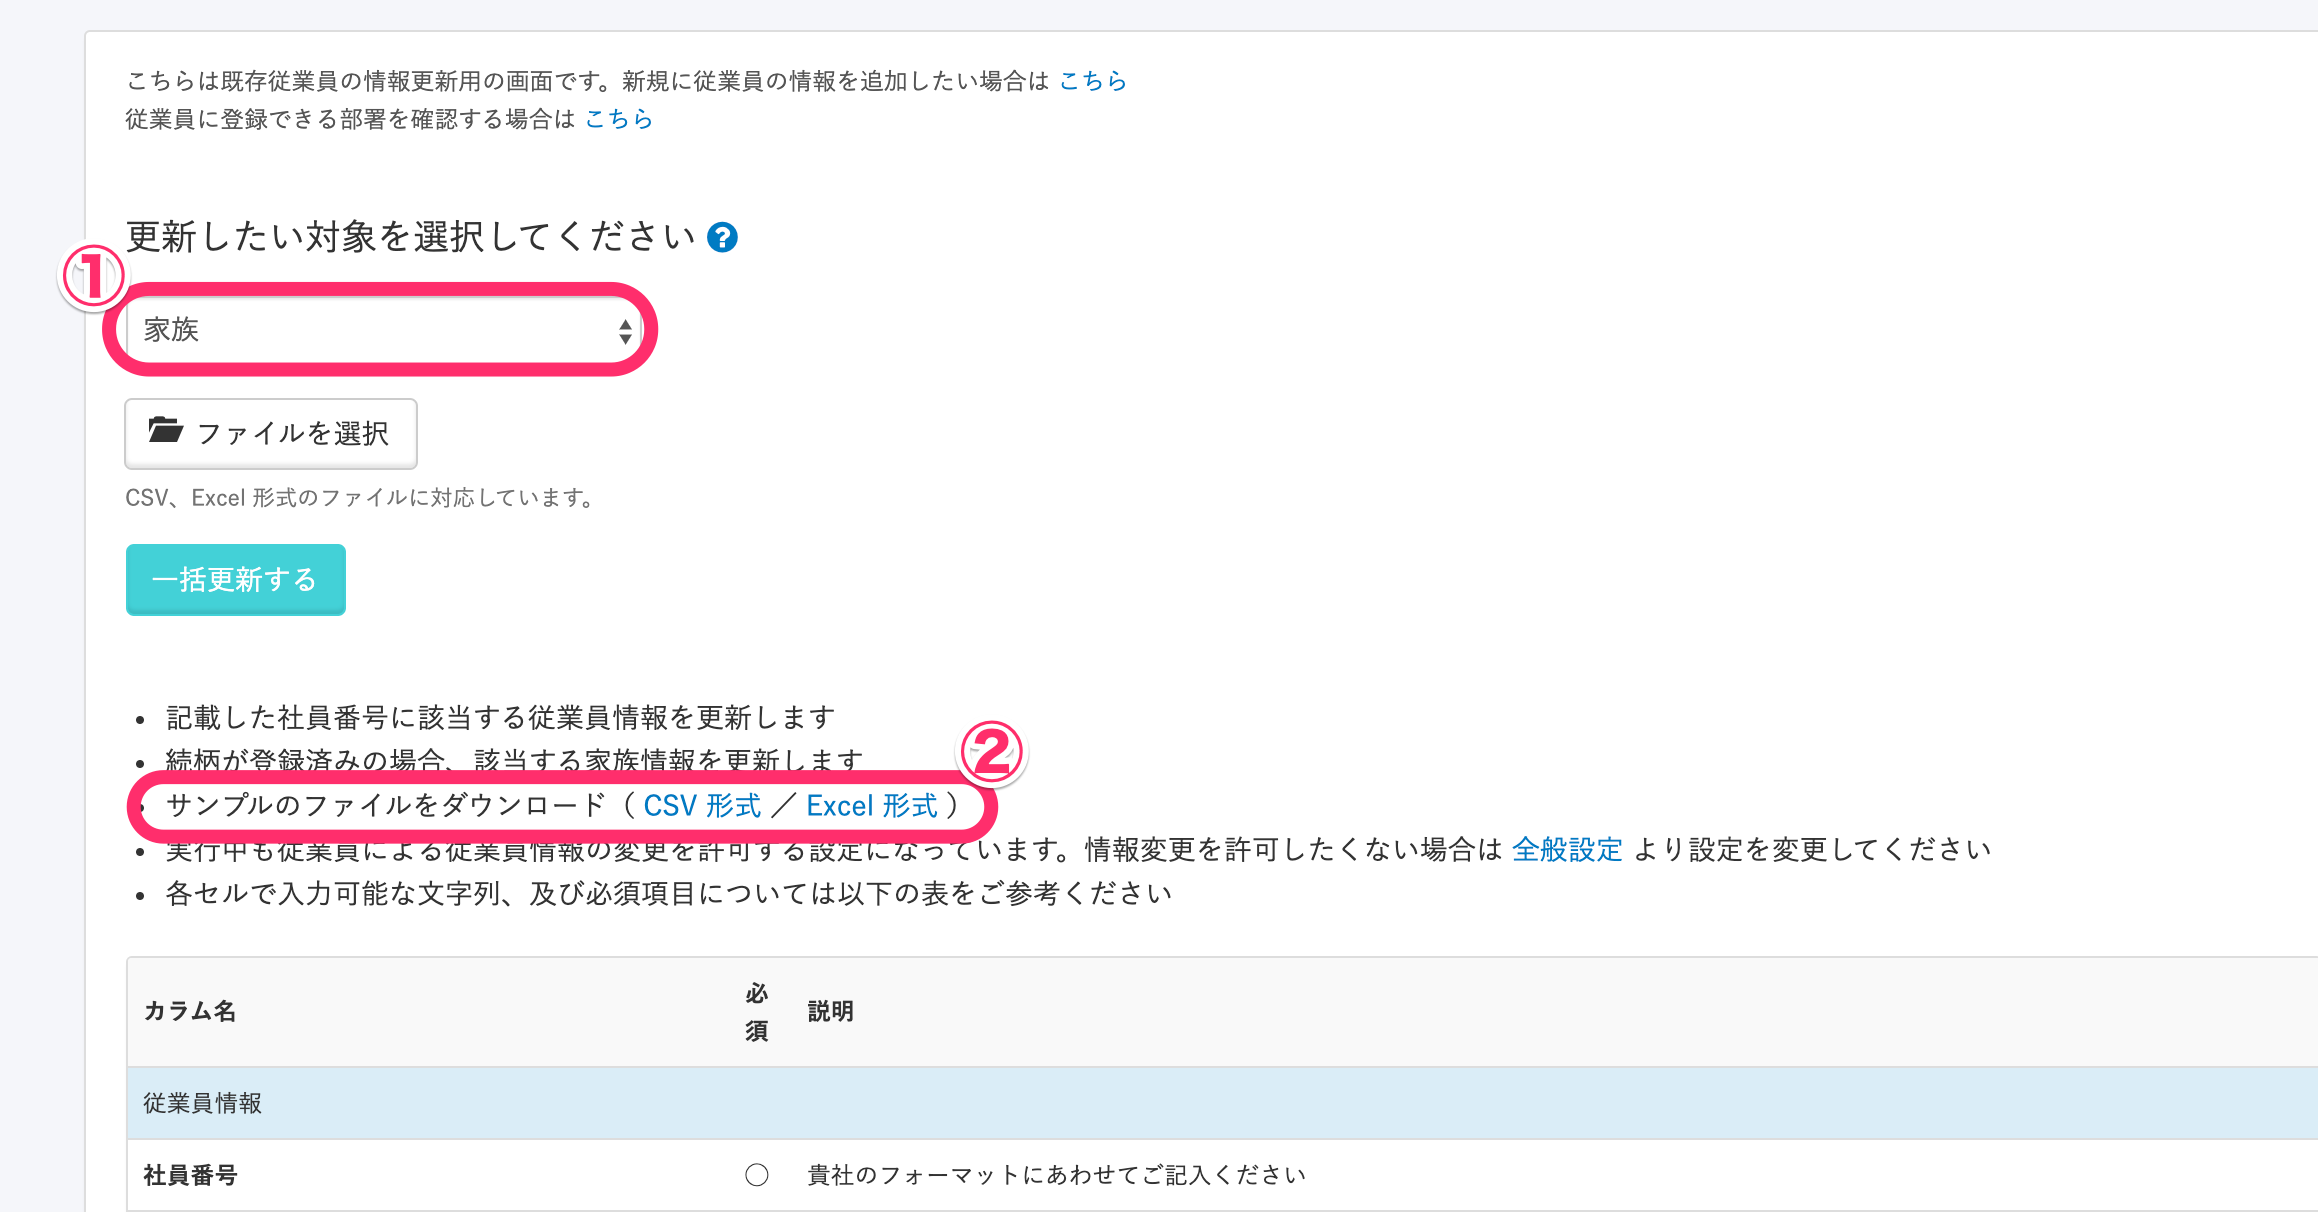 こちらは既存従業員の情報更新用の画面です。新規に従業員の情報を追加したい場合は こちら
従業員に登録できる部署を確認する場合は こちら
更新したい対象を選択してください ?
①
家族
ファイルを選択
CSV、Excel 形式のファイルに対応しています。
一括更新する
• 記載した社員番号に該当する従業員情報を更新します
• 続柄が登録済みの場合、該当する家族情報を更新します
②
• サンプルのファイルをダウンロード（ CSV 形式 ／ Excel 形式 ）
• 実行中も従業員による従業員情報の変更を許可する設定になっています。情報変更を許可したくない場合は 全般設定 より設定を変更してください
• 各セルで入力可能な文字列、及び必須項目については以下の表をご参考ください
カラム名 必須 説明
従業員情報
社員番号 ○ 貴社のフォーマットにあわせてご記入ください